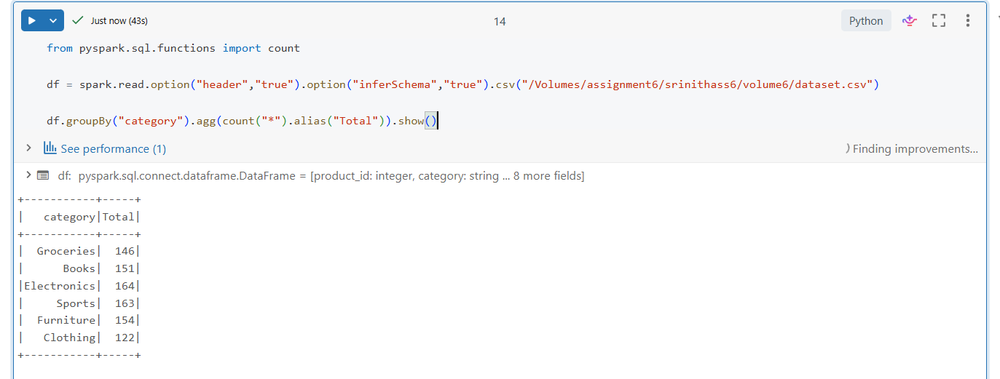 Just now (43s)
14
Python
from pyspark.sql.functions import count
df = spark.read.option("header","true").option("inferSchema","true").csv("/Volumes/assignment6/srinithass6/volume6/dataset.csv")
df.groupBy("category").agg(count("*").alias("Total")).show()
See performance (1)
Finding improvements...
df: pyspark.sql.connect.dataframe.DataFrame = [product_id: integer, category: string ... 8 more fields]
+-----------+-----+
|   category|Total|
+-----------+-----+
|  Groceries|  146|
|      Books|  151|
|Electronics|  164|
|     Sports|  163|
|  Furniture|  154|
|   Clothing|  122|
+-----------+-----+